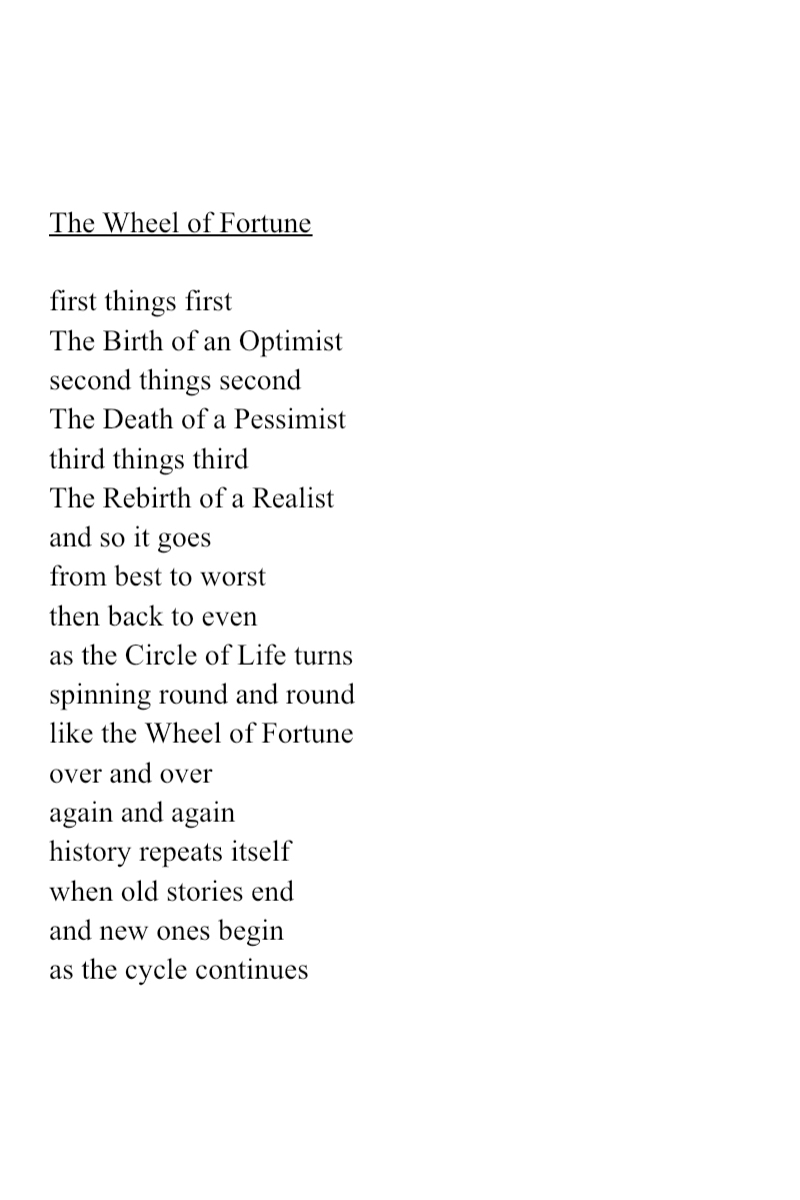 The Wheel of Fortune
first things first
The Birth of an Optimist
second things second
The Death of a Pessimist
third things third
The Rebirth of a Realist
and so it goes
from best to worst
then back to even
as the Circle of Life turns
spinning round and round
like the Wheel of Fortune
over and over
again and again
history repeats itself
when old stories end
and new ones begin
as the cycle continues